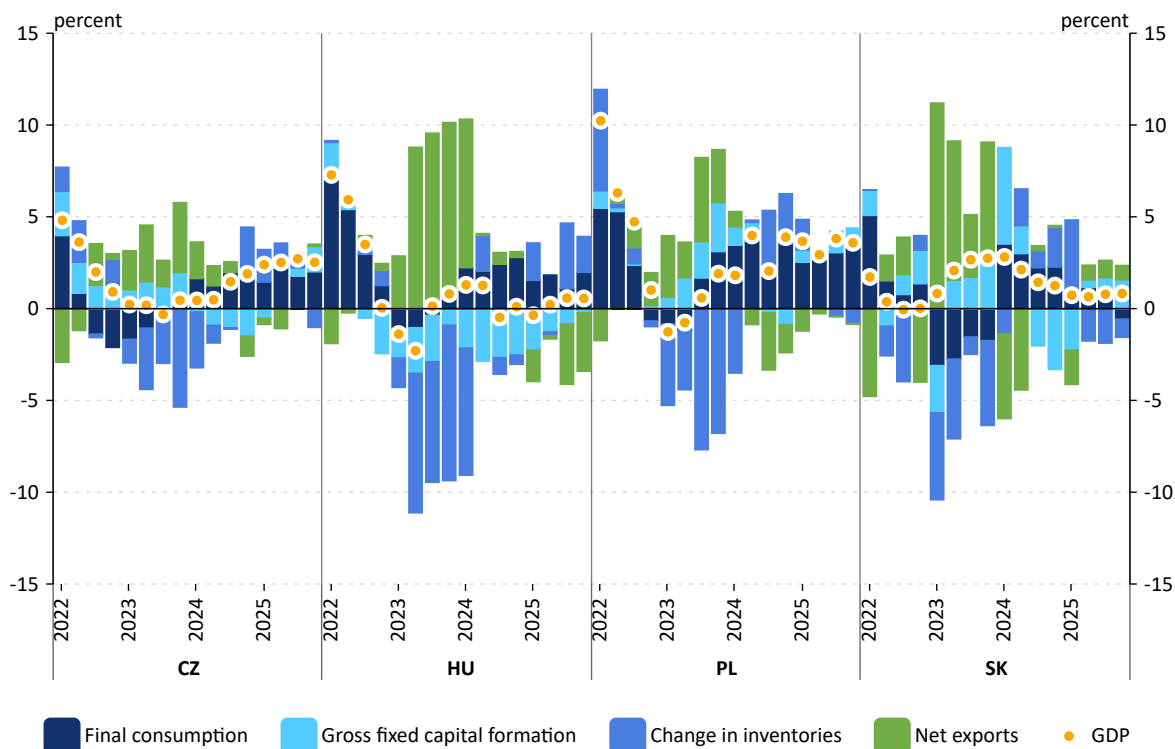 percent percent
15 15
10 10
5 5
0 0
-5 -5
-10 -10
-15 -15
2022 2023 2024 2025 2022 2023 2024 2025 2022 2023 2024 2025 2022 2023 2024 2025
CZ HU PL SK
Final consumption Gross fixed capital formation Change in inventories Net exports GDP